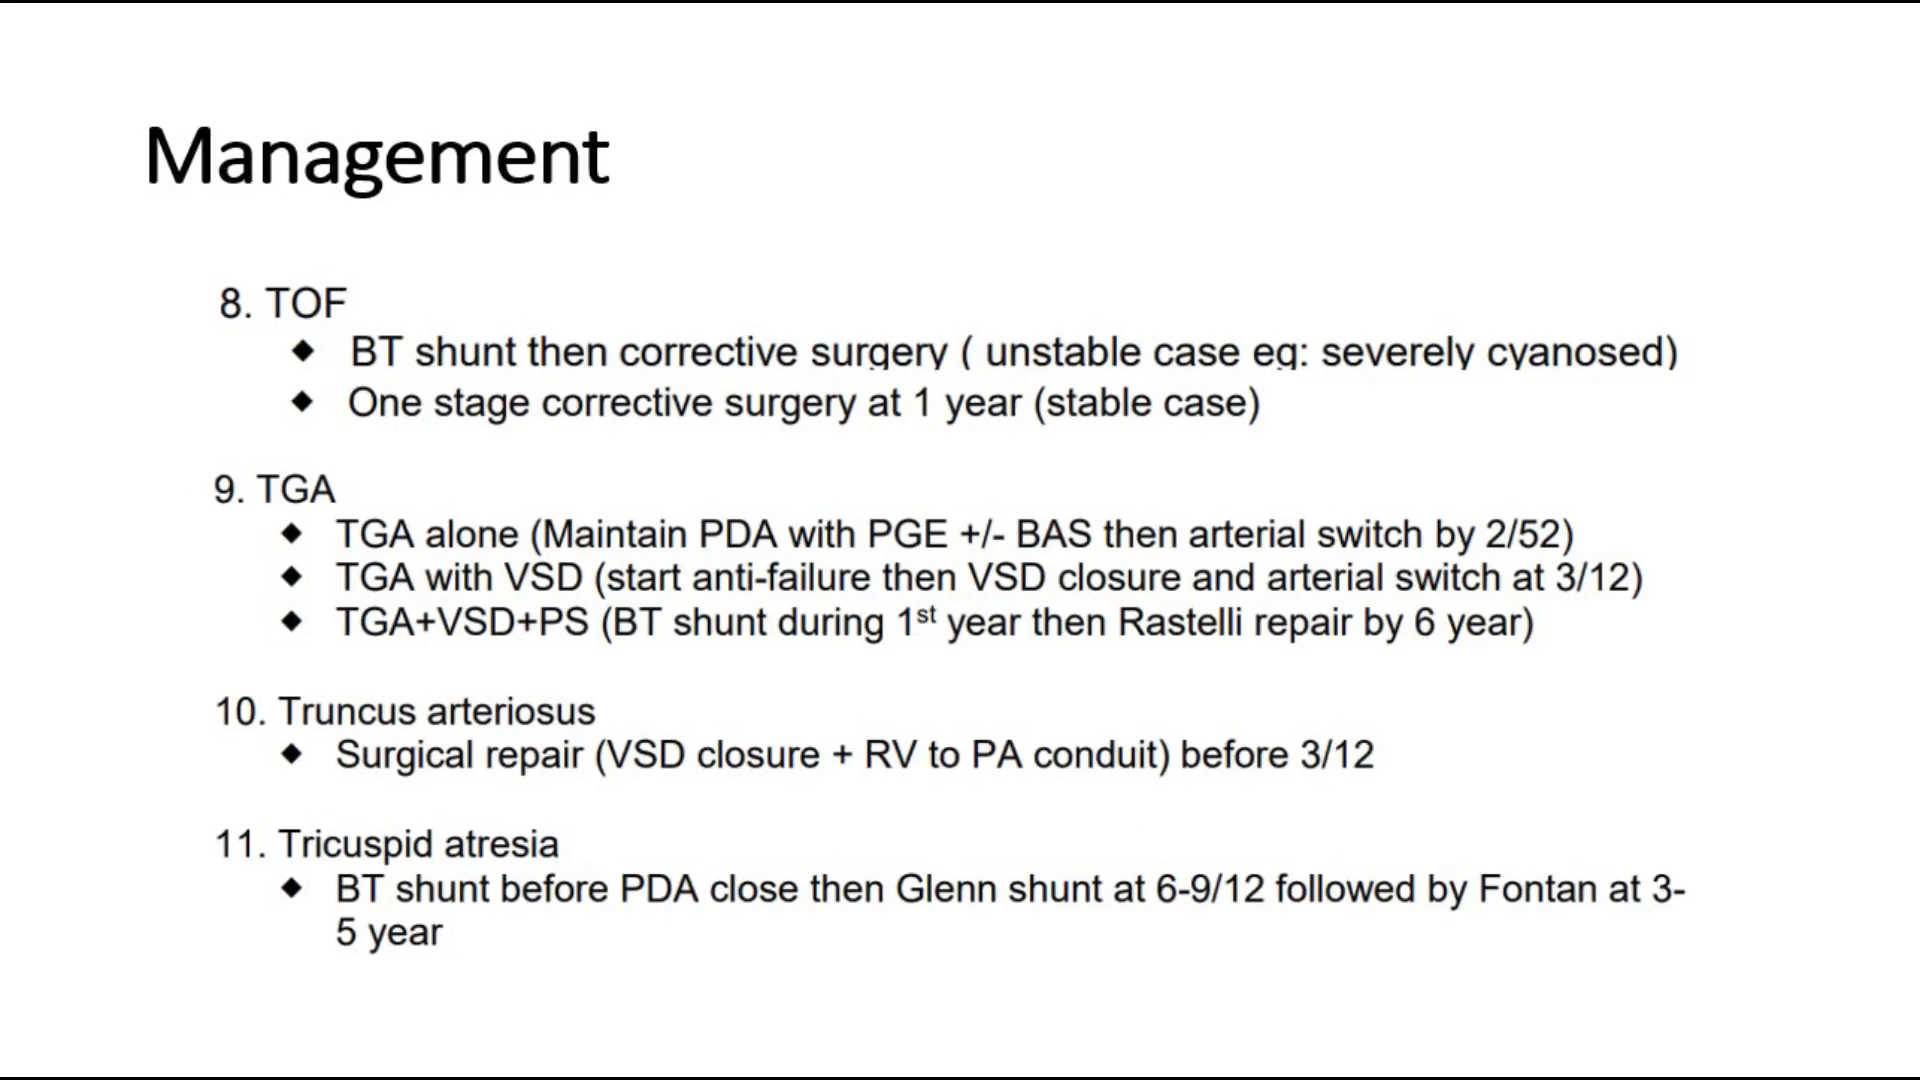 Management
8. TOF
◆ BT shunt then corrective surgery ( unstable case eg: severely cyanosed)
◆ One stage corrective surgery at 1 year (stable case)
9. TGA
◆ TGA alone (Maintain PDA with PGE +/- BAS then arterial switch by 2/52)
◆ TGA with VSD (start anti-failure then VSD closure and arterial switch at 3/12)
◆ TGA+VSD+PS (BT shunt during 1st year then Rastelli repair by 6 year)
10. Truncus arteriosus
◆ Surgical repair (VSD closure + RV to PA conduit) before 3/12
11. Tricuspid atresia
◆ BT shunt before PDA close then Glenn shunt at 6-9/12 followed by Fontan at 3-
5 year